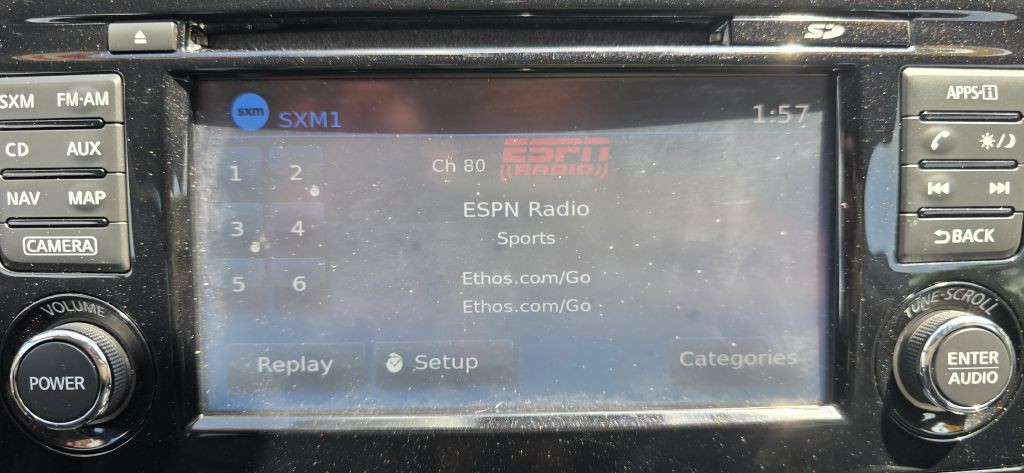 SD
SXM FM·AM
CD AUX
NAV MAP
CAMERA
VOLUME
POWER
sxm SXM1 1:57
1 2
3 4
5 6
Ch 80 ESPN RADIO
ESPN Radio
Sports
Ethos.com/Go
Ethos.com/Go
Replay Setup Categories
APPS·i
BACK
TUNE·SCROLL
ENTER
AUDIO